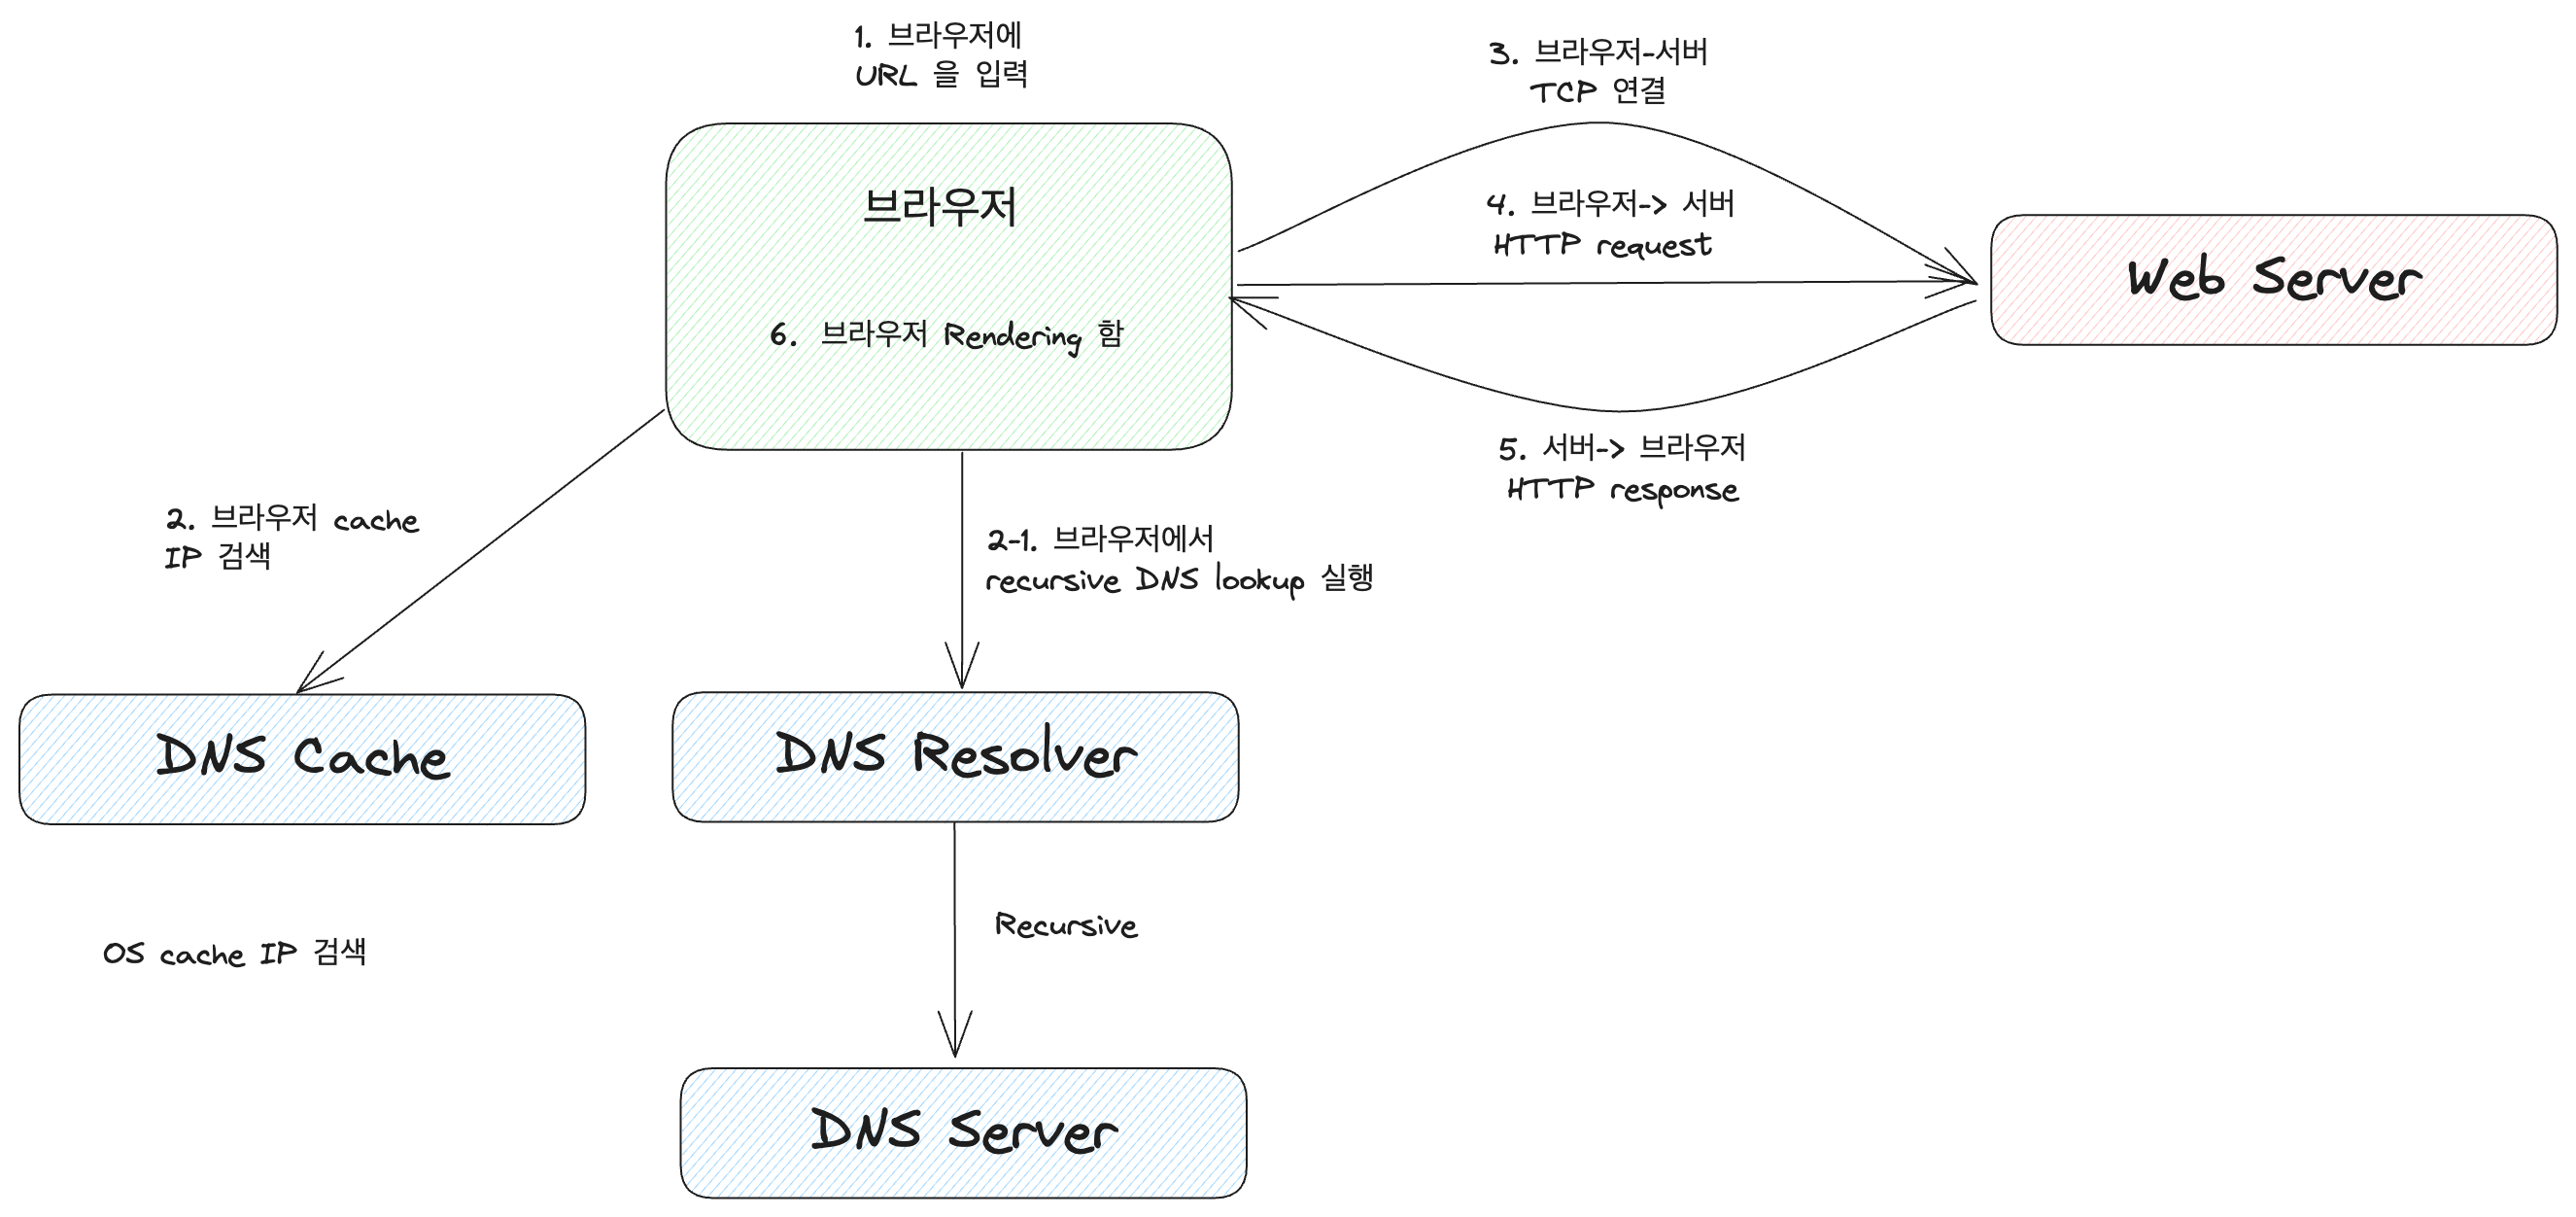 1. 브라우저에
URL 을 입력
3. 브라우저-서버
TCP 연결
브라우저
4. 브라우저-> 서버
HTTP request
Web Server
6. 브라우저 Rendering 함
5. 서버-> 브라우저
HTTP response
2. 브라우저 cache
IP 검색
2-1. 브라우저에서
recursive DNS lookup 실행
DNS Cache
DNS Resolver
OS cache IP 검색
Recursive
DNS Server